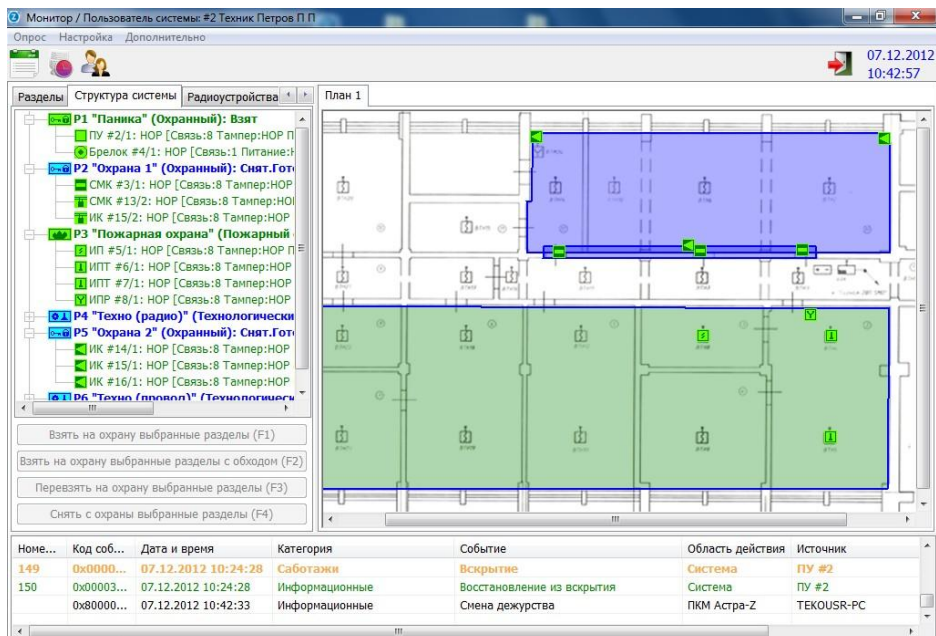 Монитор / Пользователь системы: #2 Техник Петров П П
Опрос Настройка Дополнительно
07.12.2012
10:42:57
Разделы Структура системы Радиоустройства
План 1
Р1 "Паника" (Охранный): Взят
ПУ #2/1: НОР [Связь:8 Тампер:НОР П
Брелок #4/1: НОР [Связь:1 Питание:Н
Р2 "Охрана 1" (Охранный): Снят.Гото
СМК #3/1: НОР [Связь:8 Тампер:НОР
СМК #13/2: НОР [Связь:8 Тампер:НО
ИК #15/2: НОР [Связь:8 Тампер:НОР
Р3 "Пожарная охрана" (Пожарный
ИП #5/1: НОР [Связь:8 Тампер:НОР П
ИПТ #6/1: НОР [Связь:8 Тампер:НОР
ИПТ #7/1: НОР [Связь:8 Тампер:НОР
ИПР #8/1: НОР [Связь:8 Тампер:НОР
Р4 "Техно (радио)" (Технологически
Р5 "Охрана 2" (Охранный): Снят.Гото
ИК #14/1: НОР [Связь:8 Тампер:НОР
ИК #15/1: НОР [Связь:8 Тампер:НОР
ИК #16/1: НОР [Связь:8 Тампер:НОР
Р6 "Техно (провод)" (Технологическ
Взять на охрану выбранные разделы (F1)
Взять на охрану выбранные разделы с обходом (F2)
Перевзять на охрану выбранные разделы (F3)
Снять с охраны выбранные разделы (F4)
Номе... Код соб... Дата и время Категория Событие Область действия Источник
149 0x0000... 07.12.2012 10:24:28 Саботажи Вскрытие Система ПУ #2
150 0x00003... 07.12.2012 10:24:28 Информационные Восстановление из вскрытия Система ПУ #2
0x80000... 07.12.2012 10:42:33 Информационные Смена дежурства ПКМ Астра-Z TEKOUSR-PC